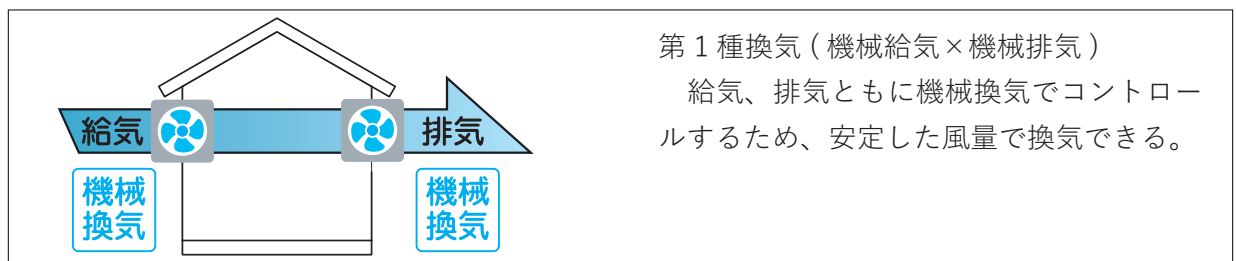 給気
排気
機械
換気
機械
換気
第1種換気(機械給気×機械排気)
　給気、排気ともに機械換気でコントロー
ルするため、安定した風量で換気できる。